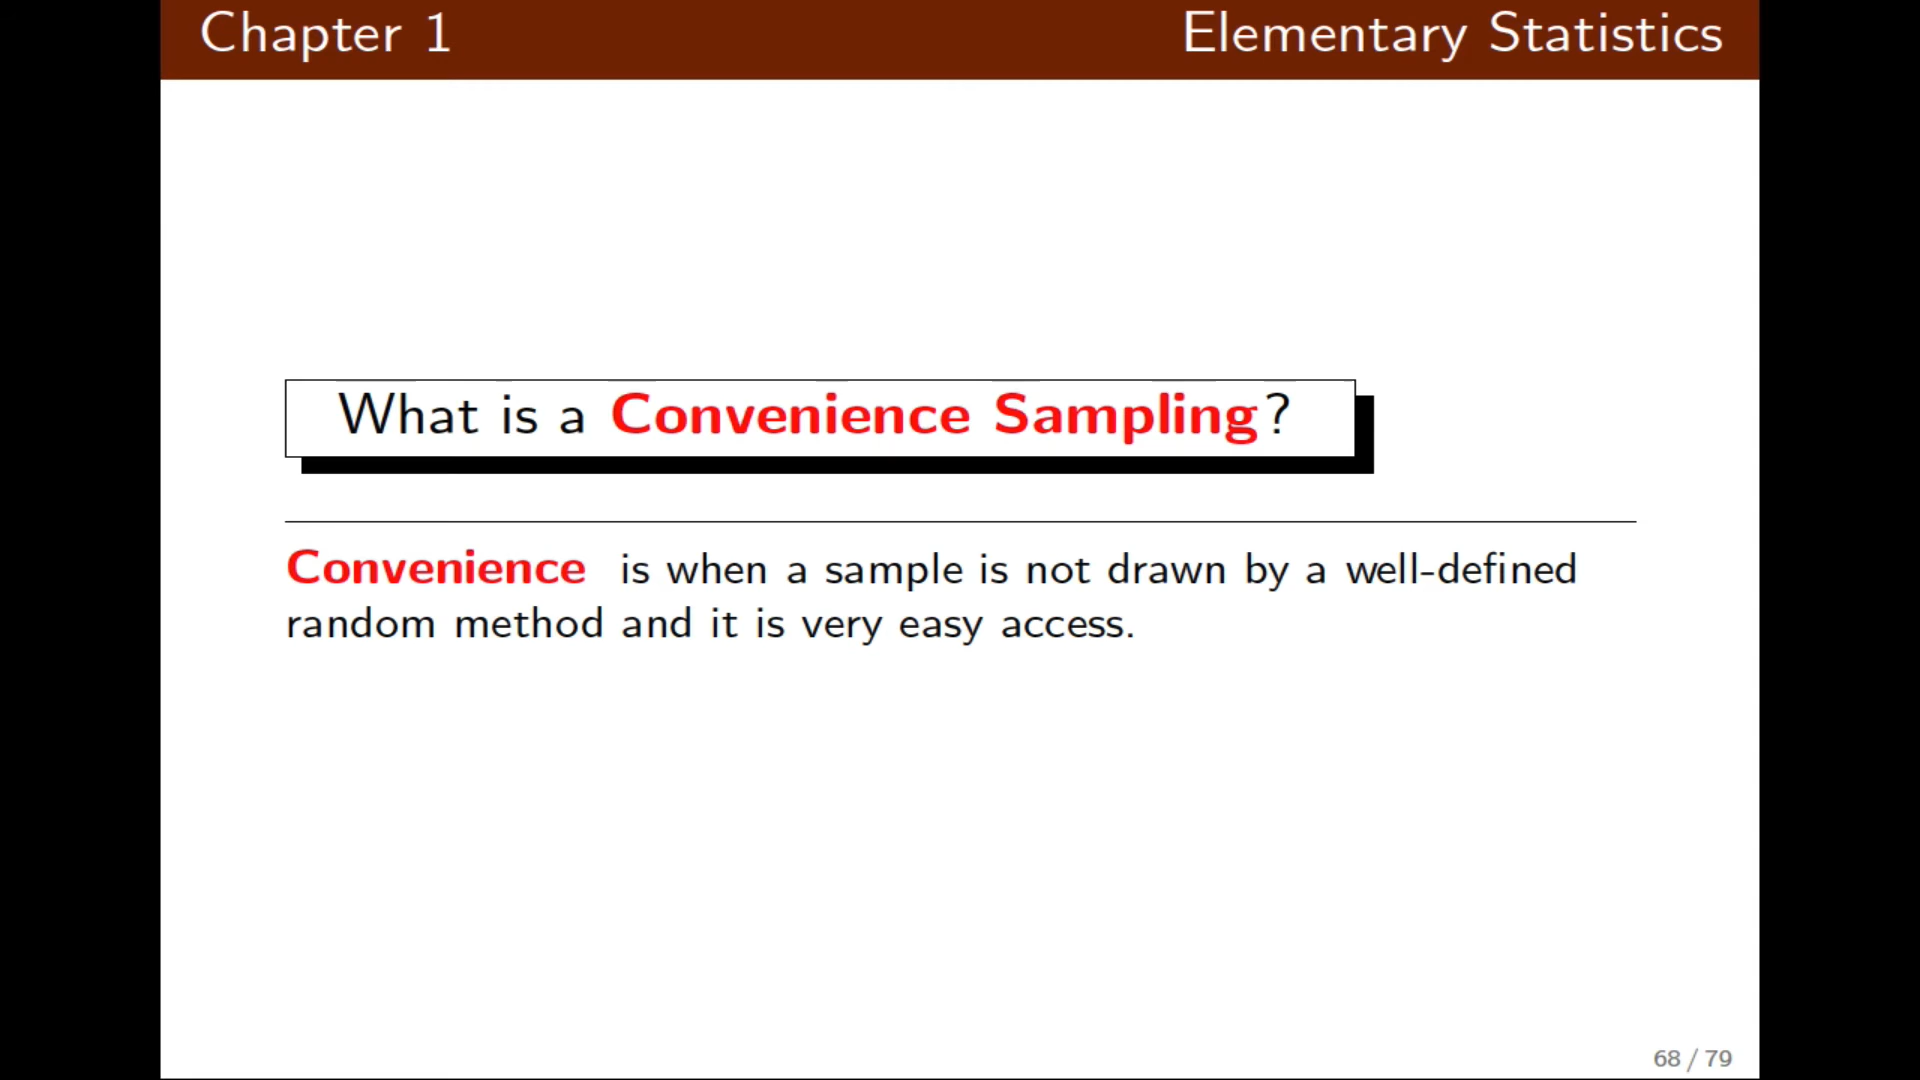 Chapter 1
Elementary Statistics
What is a Convenience Sampling?
Convenience is when a sample is not drawn by a well-defined
random method and it is very easy access.
68 / 79